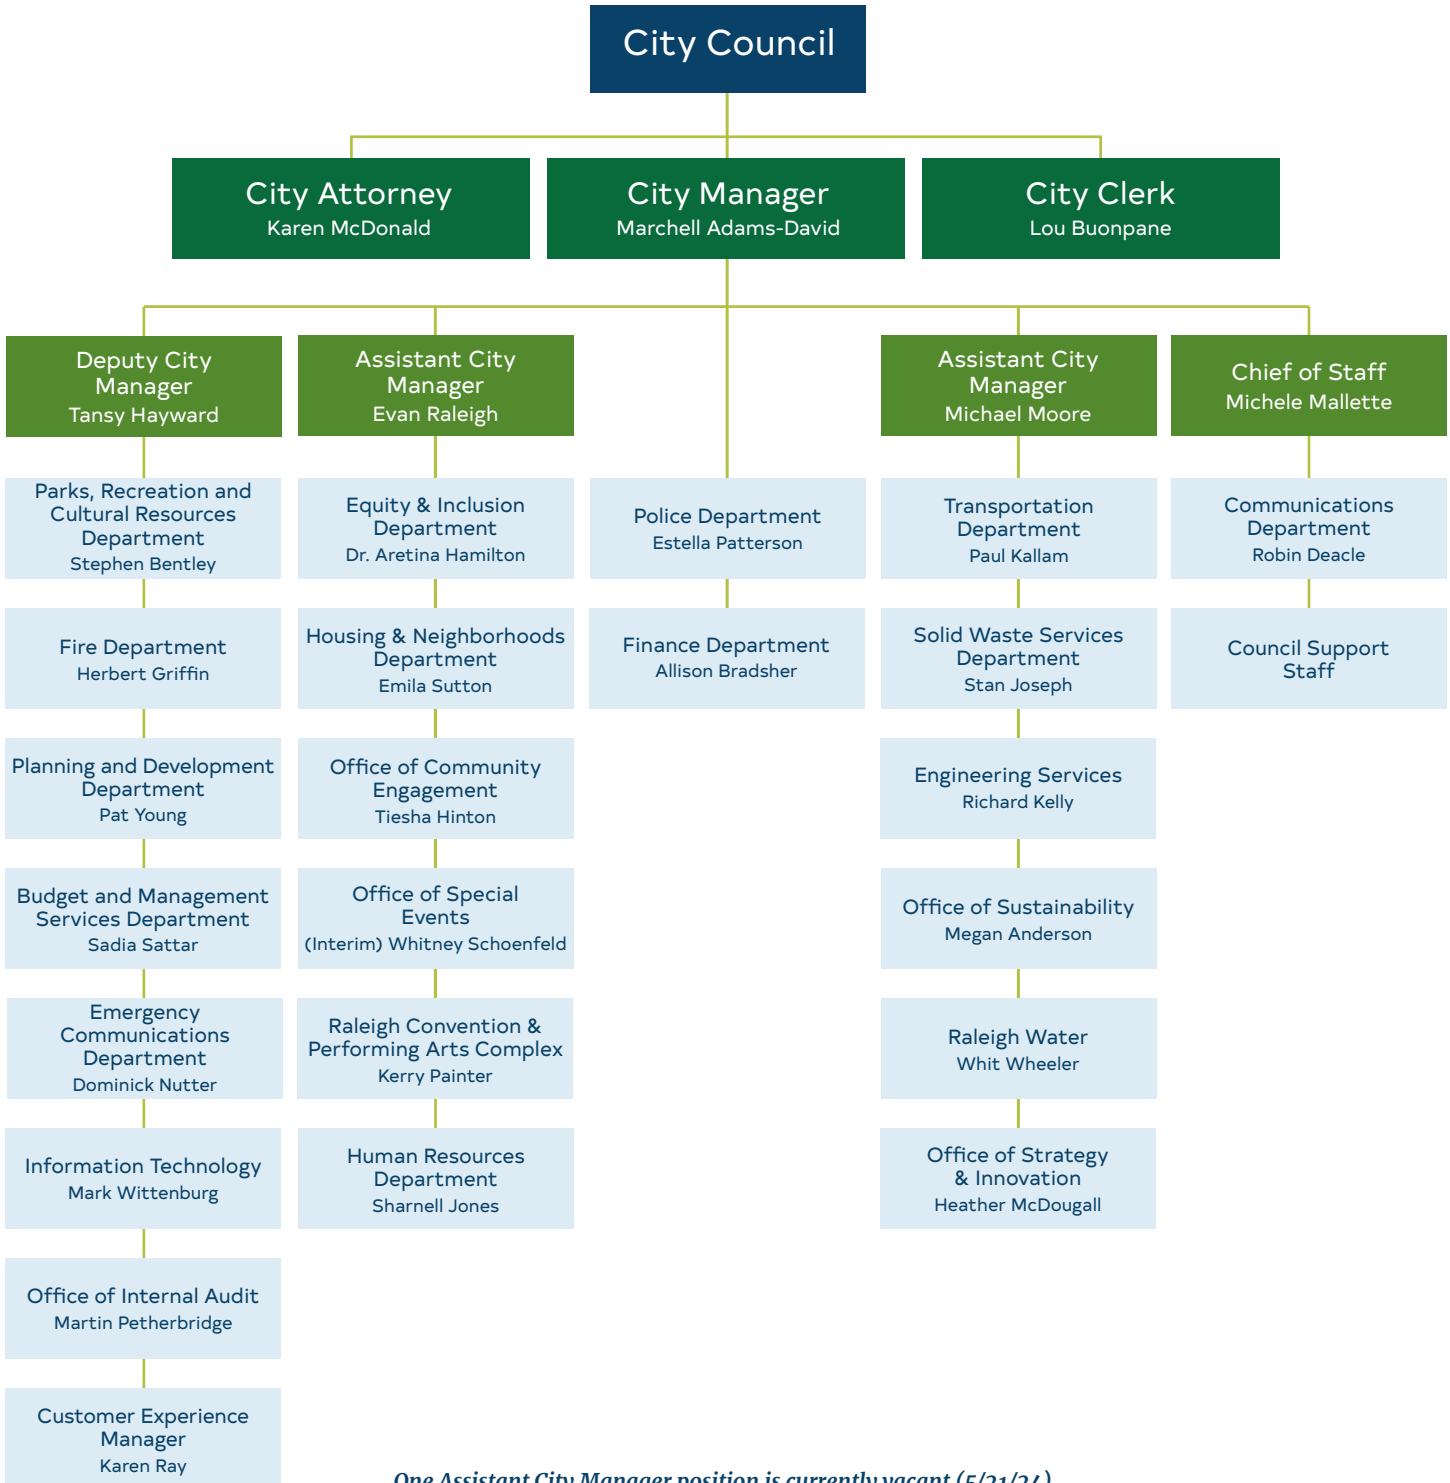 City Council
City Attorney
Karen McDonald
City Manager
Marchell Adams-David
City Clerk
Lou Buonpane
Deputy City
Manager
Tansy Hayward
Assistant City
Manager
Evan Raleigh
Assistant City
Manager
Michael Moore
Chief of Staff
Michele Mallette
Parks, Recreation and
Cultural Resources
Department
Stephen Bentley
Fire Department
Herbert Griffin
Planning and Development
Department
Pat Young
Budget and Management
Services Department
Sadia Sattar
Emergency
Communications
Department
Dominick Nutter
Information Technology
Mark Wittenburg
Office of Internal Audit
Martin Petherbridge
Customer Experience
Manager
Karen Ray
Equity & Inclusion
Department
Dr. Aretina Hamilton
Housing & Neighborhoods
Department
Emila Sutton
Office of Community
Engagement
Tiesha Hinton
Office of Special
Events
(Interim) Whitney Schoenfeld
Raleigh Convention &
Performing Arts Complex
Kerry Painter
Human Resources
Department
Sharnell Jones
Police Department
Estella Patterson
Finance Department
Allison Bradsher
Transportation
Department
Paul Kallam
Solid Waste Services
Department
Stan Joseph
Engineering Services
Richard Kelly
Office of Sustainability
Megan Anderson
Raleigh Water
Whit Wheeler
Office of Strategy
& Innovation
Heather McDougall
Communications
Department
Robin Deacle
Council Support
Staff
One Assistant City Manager position is currently vacant (5/21/24)